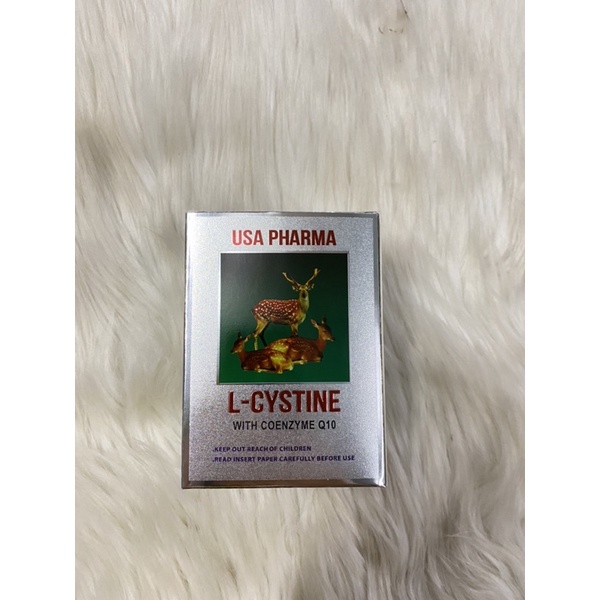 USA PHARMA
L-CYSTINE
WITH COENZYME Q10
.KEEP OUT REACH OF CHILDREN
.READ INSERT PAPER CAREFULLY BEFORE USE